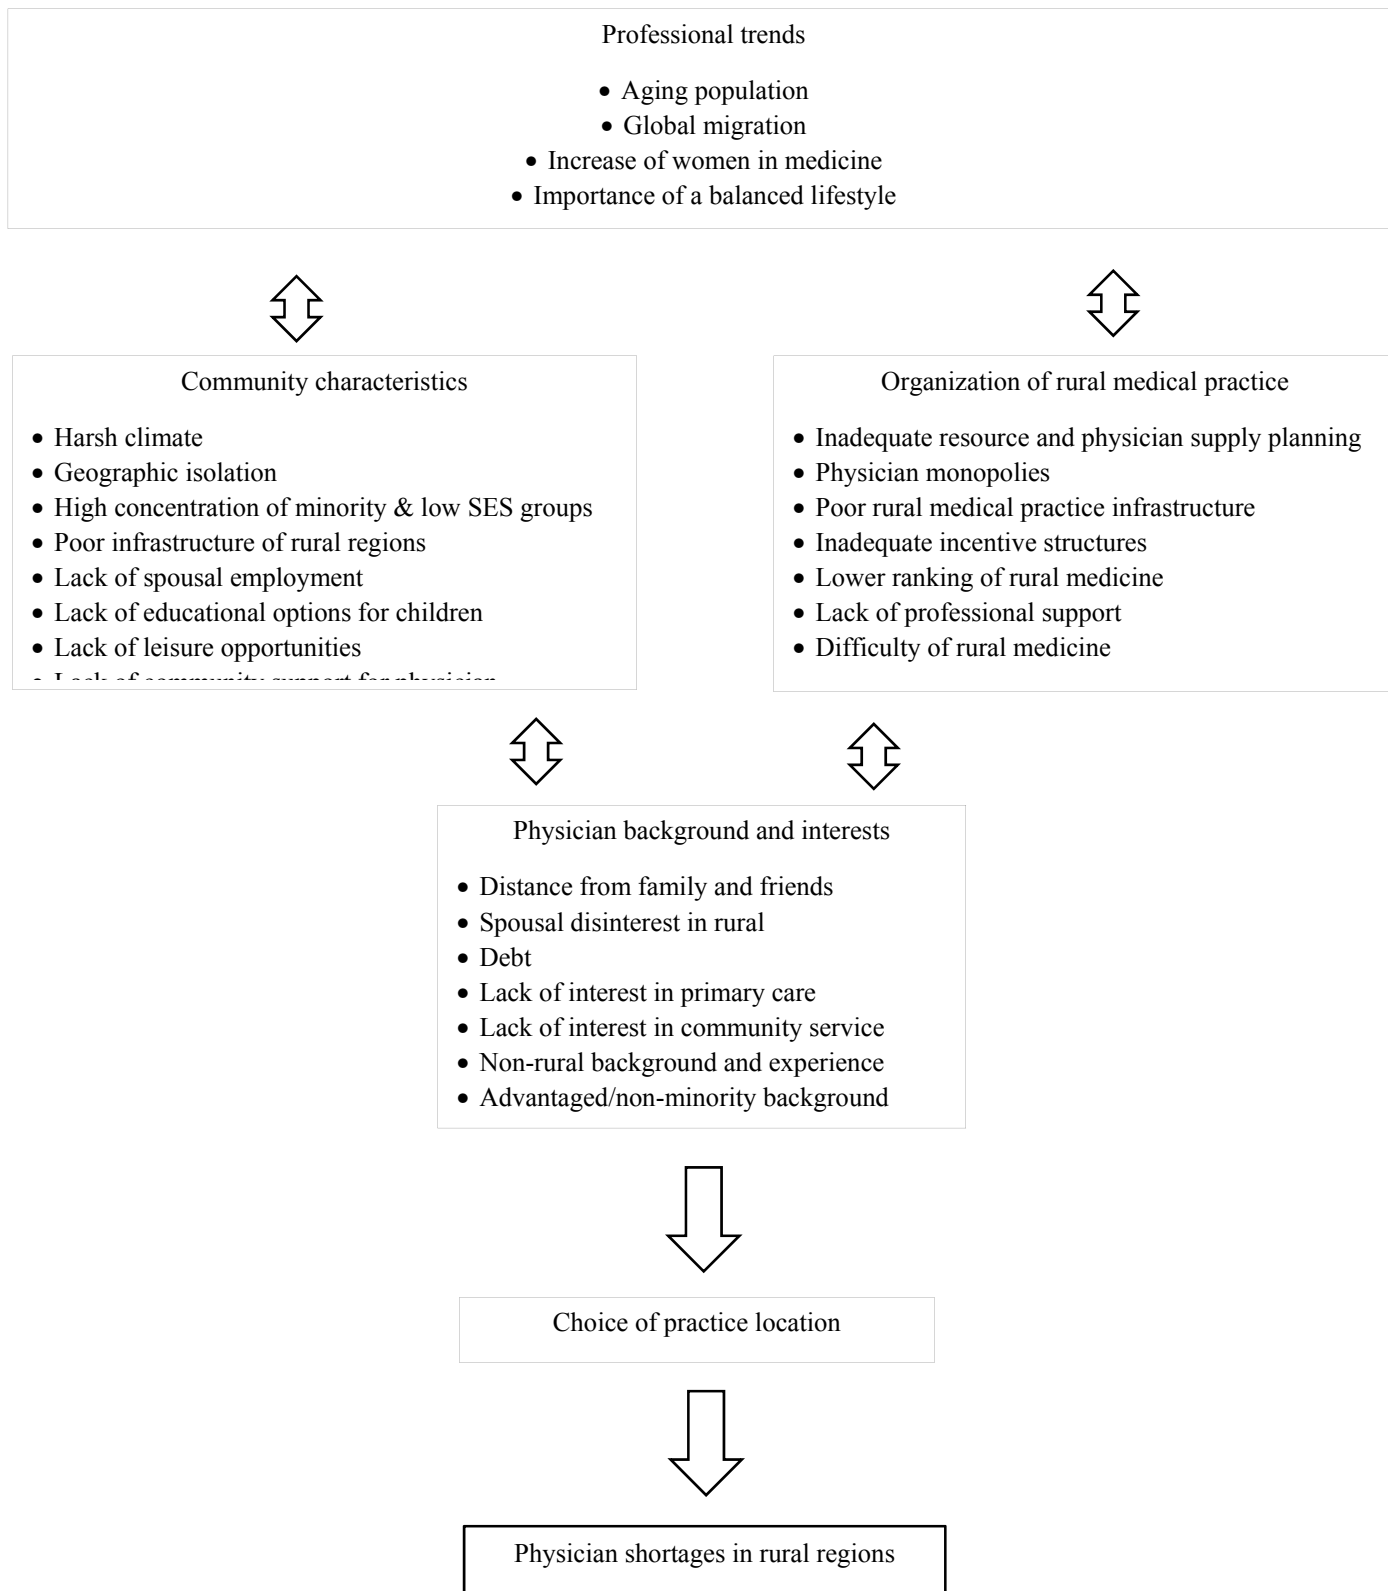 Professional trends
• Aging population
• Global migration
• Increase of women in medicine
• Importance of a balanced lifestyle
Community characteristics
• Harsh climate
• Geographic isolation
• High concentration of minority & low SES groups
• Poor infrastructure of rural regions
• Lack of spousal employment
• Lack of educational options for children
• Lack of leisure opportunities
• Lack of community support for physician
Organization of rural medical practice
• Inadequate resource and physician supply planning
• Physician monopolies
• Poor rural medical practice infrastructure
• Inadequate incentive structures
• Lower ranking of rural medicine
• Lack of professional support
• Difficulty of rural medicine
Physician background and interests
• Distance from family and friends
• Spousal disinterest in rural
• Debt
• Lack of interest in primary care
• Lack of interest in community service
• Non-rural background and experience
• Advantaged/non-minority background
Choice of practice location
Physician shortages in rural regions